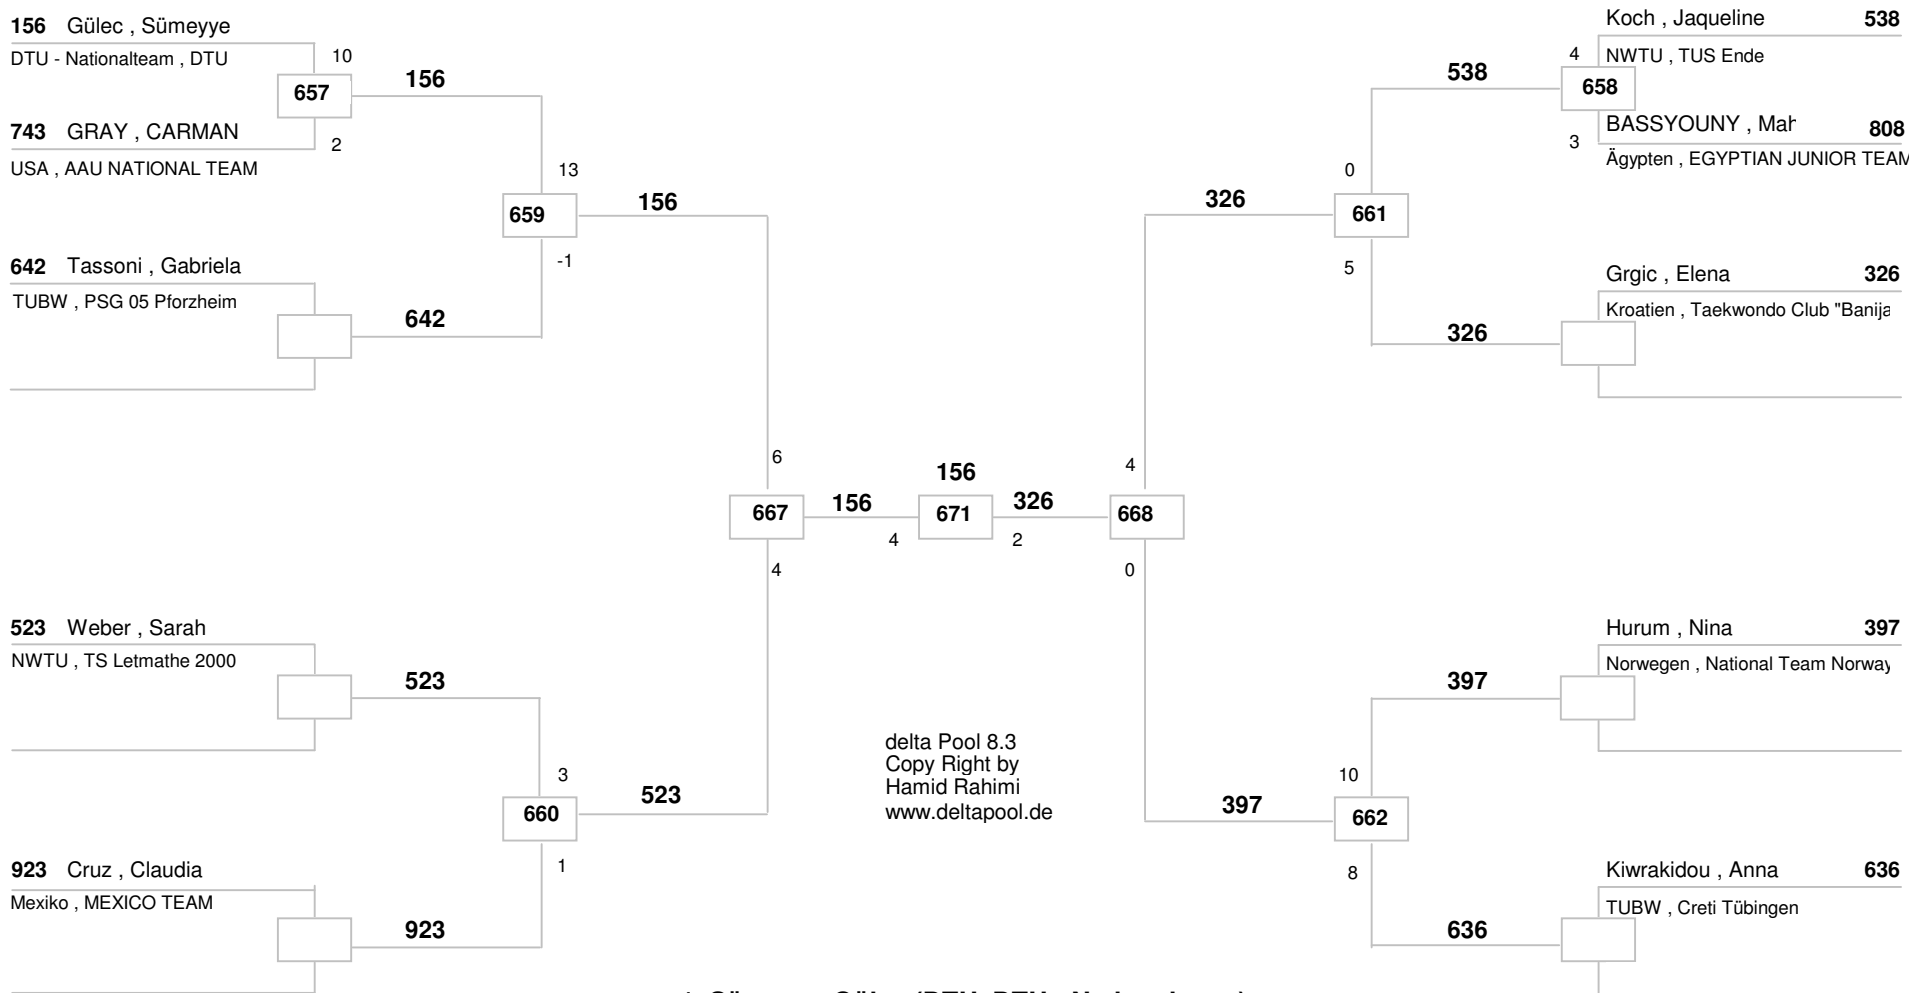 156 Gülec , Sümeyye
DTU - Nationalteam , DTU
10
657
156
743 GRAY , CARMAN
2
USA , AAU NATIONAL TEAM
13
659
156
-1
642 Tassoni , Gabriela
TUBW , PSG 05 Pforzheim
642
6
667
156
4
523 Weber , Sarah
NWTU , TS Letmathe 2000
523
3
660
523
1
923 Cruz , Claudia
Mexiko , MEXICO TEAM
923
156
671
4
2
326
668
4
0
delta Pool 8.3
Copy Right by
Hamid Rahimi
www.deltapool.de
Koch , Jaqueline 538
NWTU , TUS Ende
4
538
658
BASSYOUNY , Mah 808
3
Ägypten , EGYPTIAN JUNIOR TEAM
0
326
661
5
Grgic , Elena 326
Kroatien , Taekwondo Club "Banija
326
Hurum , Nina 397
Norwegen , National Team Norway
397
10
397
662
8
Kiwrakidou , Anna 636
TUBW , Creti Tübingen
636